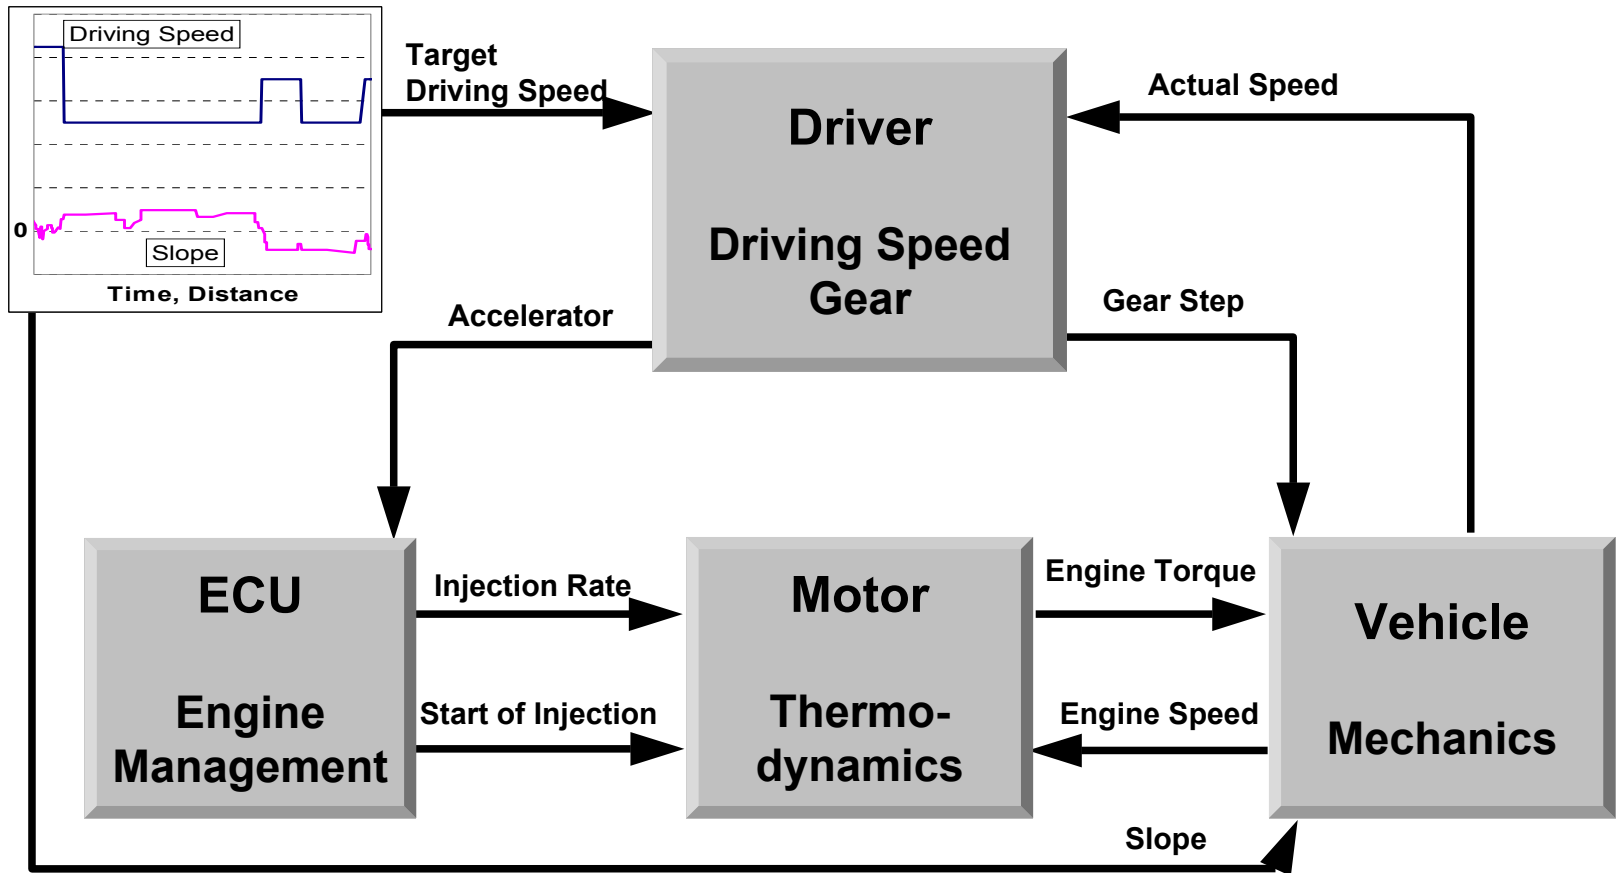 Driving Speed
0
Slope
Time, Distance
Target
Driving Speed
Driver
Driving Speed
Gear
Actual Speed
Accelerator
Gear Step
ECU
Engine
Management
Injection Rate
Start of Injection
Motor
Thermo-
dynamics
Engine Torque
Engine Speed
Vehicle
Mechanics
Slope